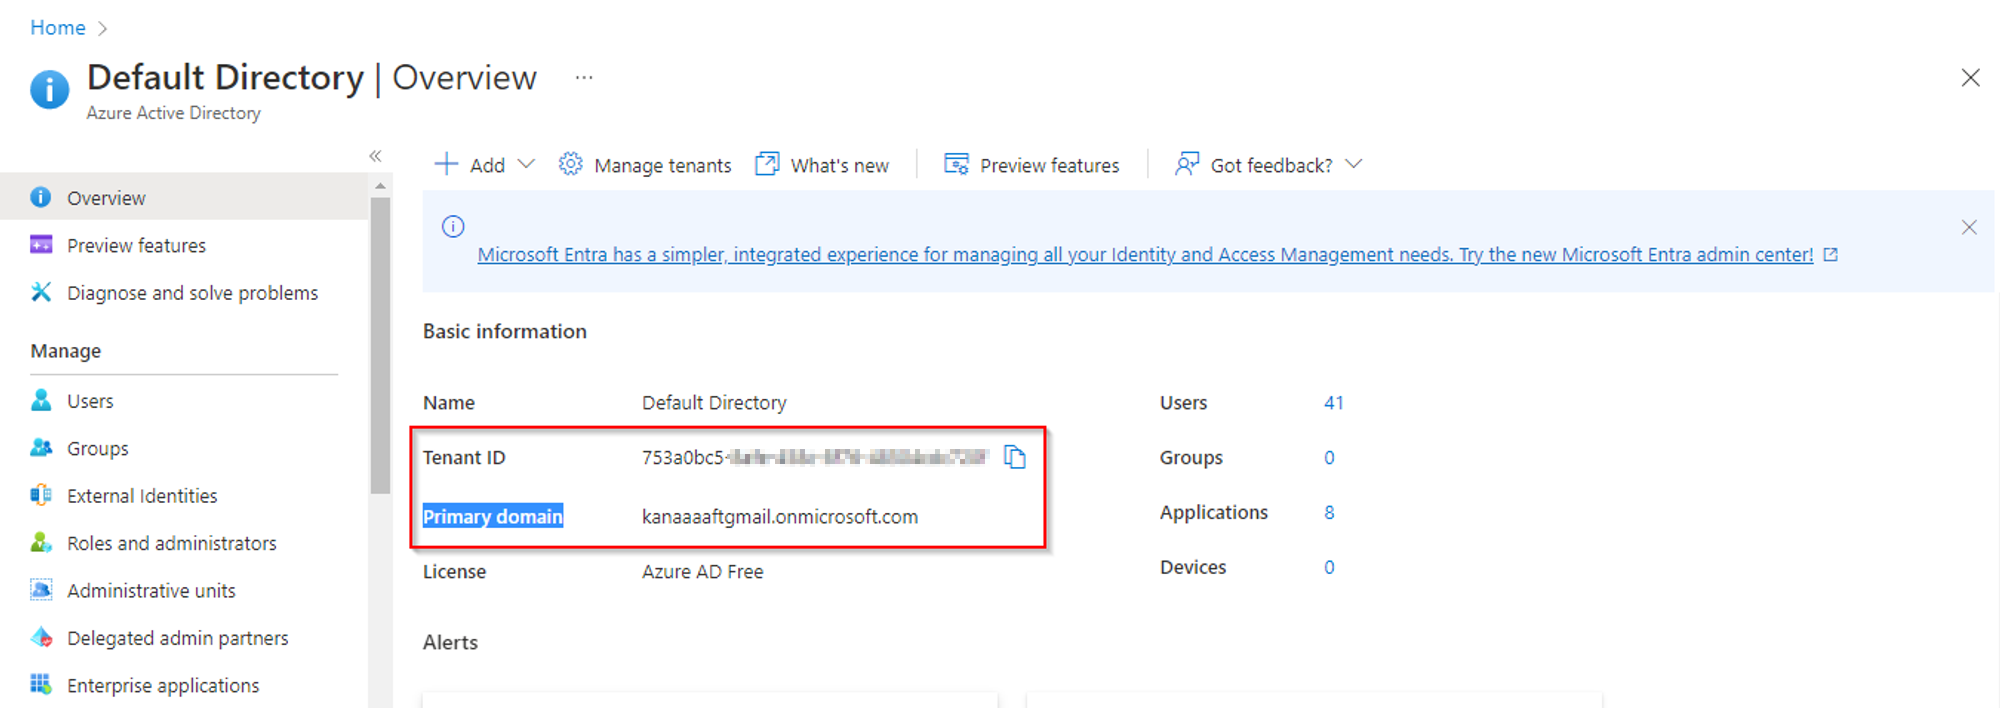 Home
Default Directory | Overview ...
Azure Active Directory
Overview
Preview features
Diagnose and solve problems
Manage
Users
Groups
External Identities
Roles and administrators
Administrative units
Delegated admin partners
Enterprise applications
Add
Manage tenants
What's new
Preview features
Got feedback?
Microsoft Entra has a simpler, integrated experience for managing all your Identity and Access Management needs. Try the new Microsoft Entra admin center!
Basic information
Name Default Directory
Tenant ID 753a0bc5-
Primary domain kanaaaaftgmail.onmicrosoft.com
License Azure AD Free
Users 41
Groups 0
Applications 8
Devices 0
Alerts